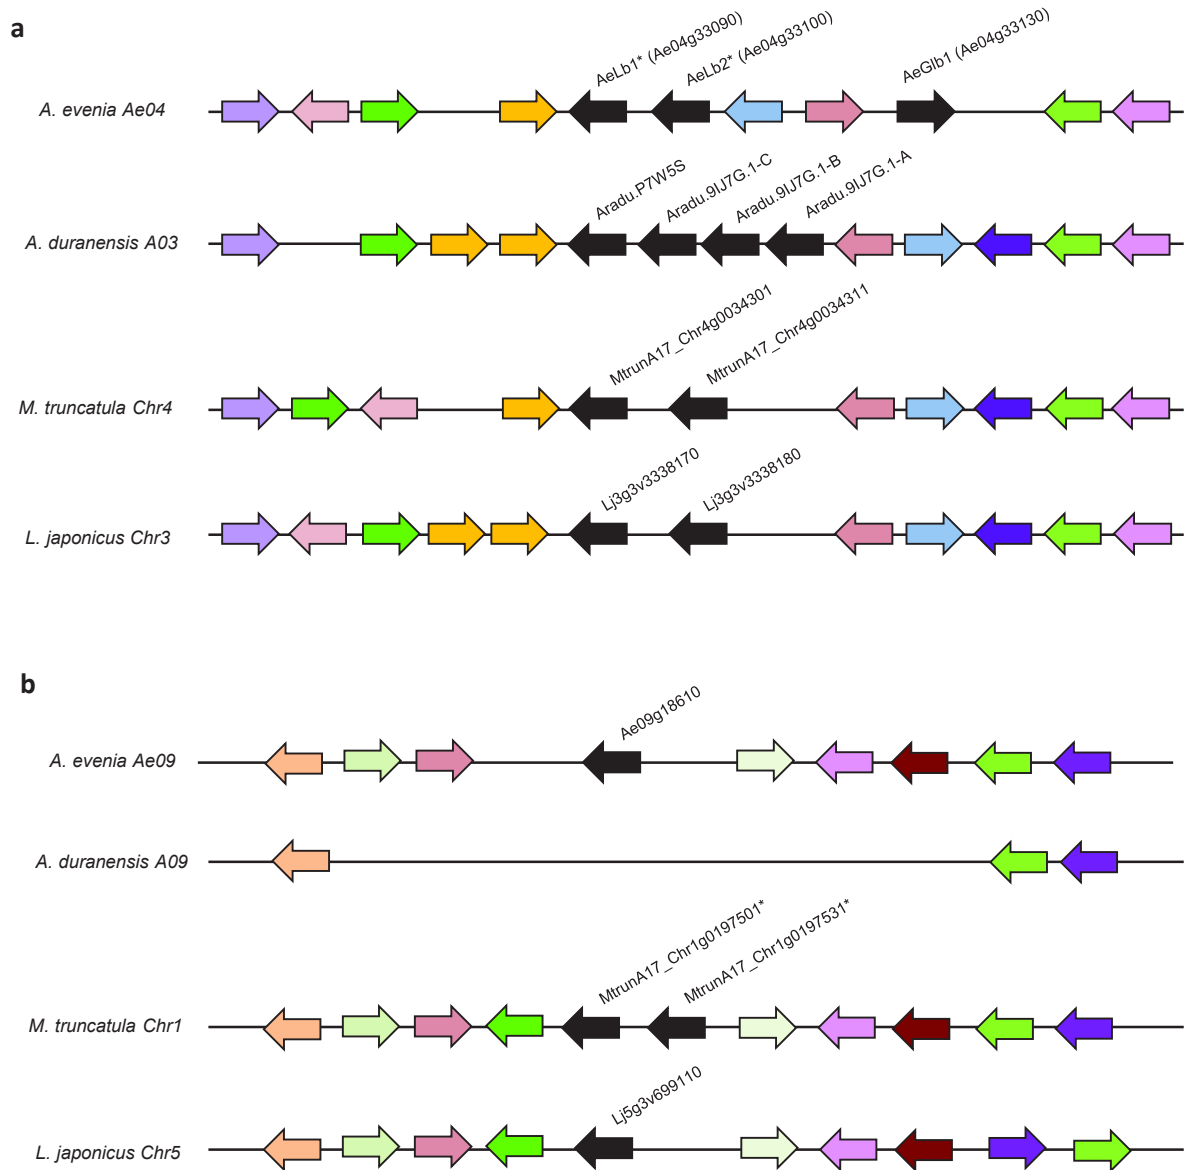 a
AeLb1* (Ae04g33090)
AeLb2* (Ae04g33100)
AeGlb1 (Ae04g33130)
A. evenia Ae04
Aradu.P7W5S
Aradu.9IJ7G.1-C
Aradu.9IJ7G.1-B
Aradu.9IJ7G.1-A
A. duranensis A03
MtrunA17_Chr4g0034301
MtrunA17_Chr4g0034311
M. truncatula Chr4
Lj3g3v3338170
Lj3g3v3338180
L. japonicus Chr3
b
Ae09g18610
A. evenia Ae09
A. duranensis A09
MtrunA17_Chr1g0197501*
MtrunA17_Chr1g0197531*
M. truncatula Chr1
Lj5g3v699110
L. japonicus Chr5